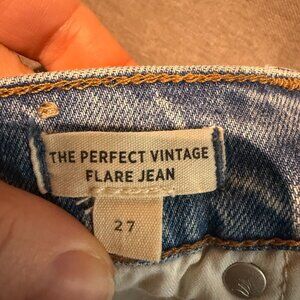 THE PERFECT VINTAGE
FLARE JEAN
27